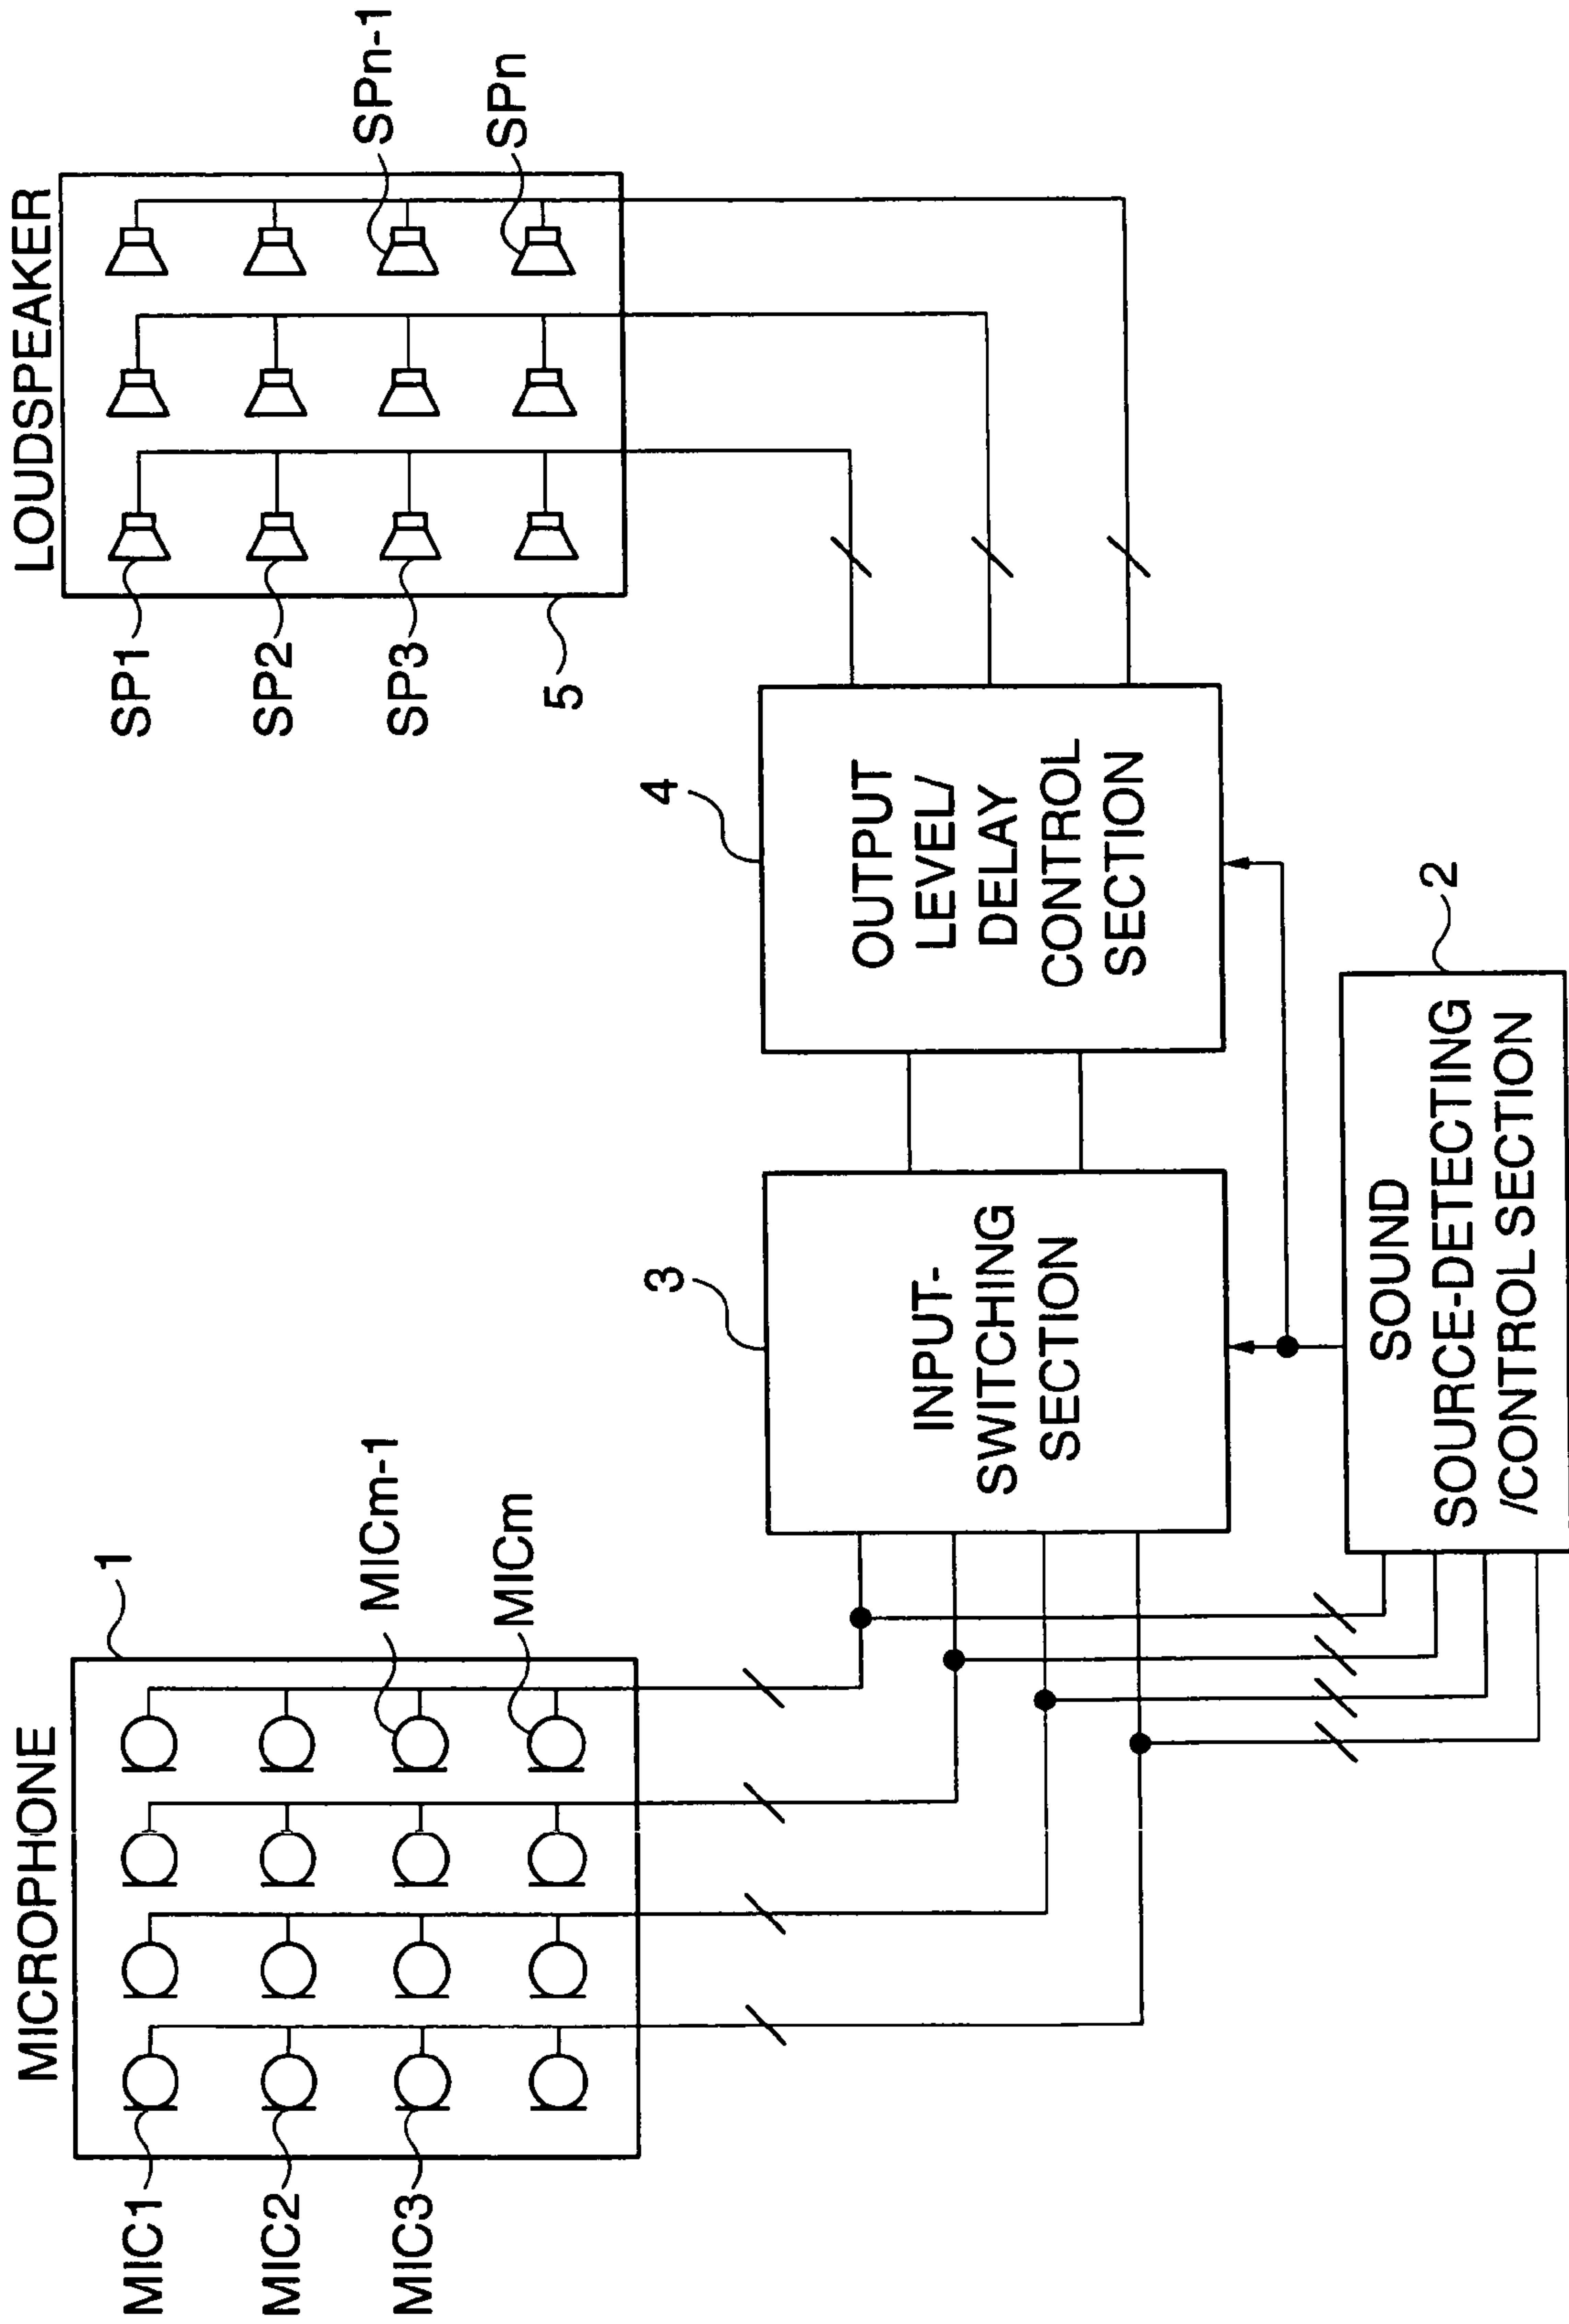 MICROPHONE
1
MIC1
MIC2
MIC3
MICm-1
MICm
LOUDSPEAKER
SP1
SP2
SP3
5
SPn-1
SPn
3
INPUT-
SWITCHING
SECTION
4
OUTPUT
LEVEL/
DELAY
CONTROL
SECTION
2
SOUND
SOURCE-DETECTING
/CONTROL SECTION